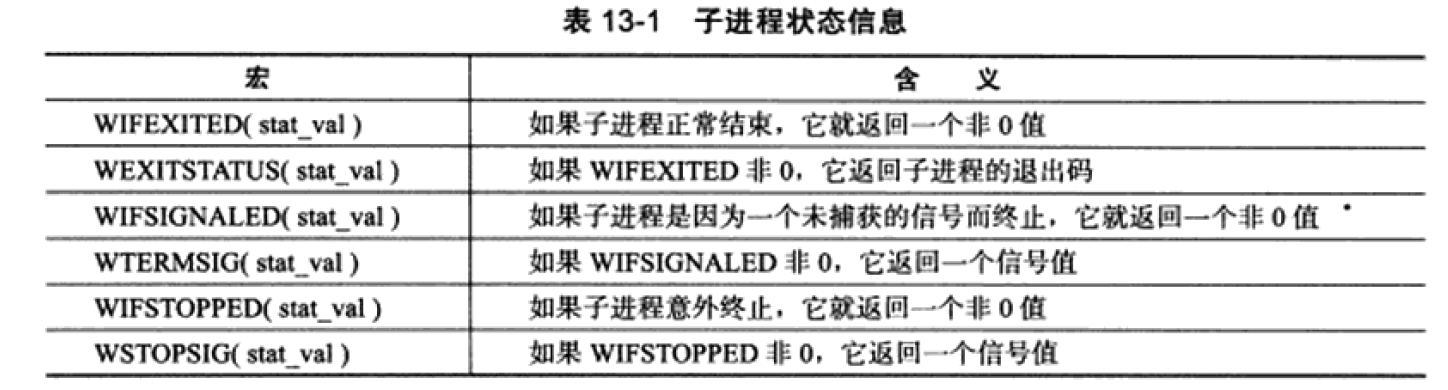 表 13-1 子进程状态信息
宏 含 义
WIFEXITED( stat_val ) 如果子进程正常结束，它就返回一个非 0 值
WEXITSTATUS( stat_val ) 如果 WIFEXITED 非 0，它返回子进程的退出码
WIFSIGNALED( stat_val ) 如果子进程是因为一个未捕获的信号而终止，它就返回一个非 0 值
WTERMSIG( stat_val ) 如果 WIFSIGNALED 非 0，它返回一个信号值
WIFSTOPPED( stat_val ) 如果子进程意外终止，它就返回一个非 0 值
WSTOPSIG( stat_val ) 如果 WIFSTOPPED 非 0，它返回一个信号值